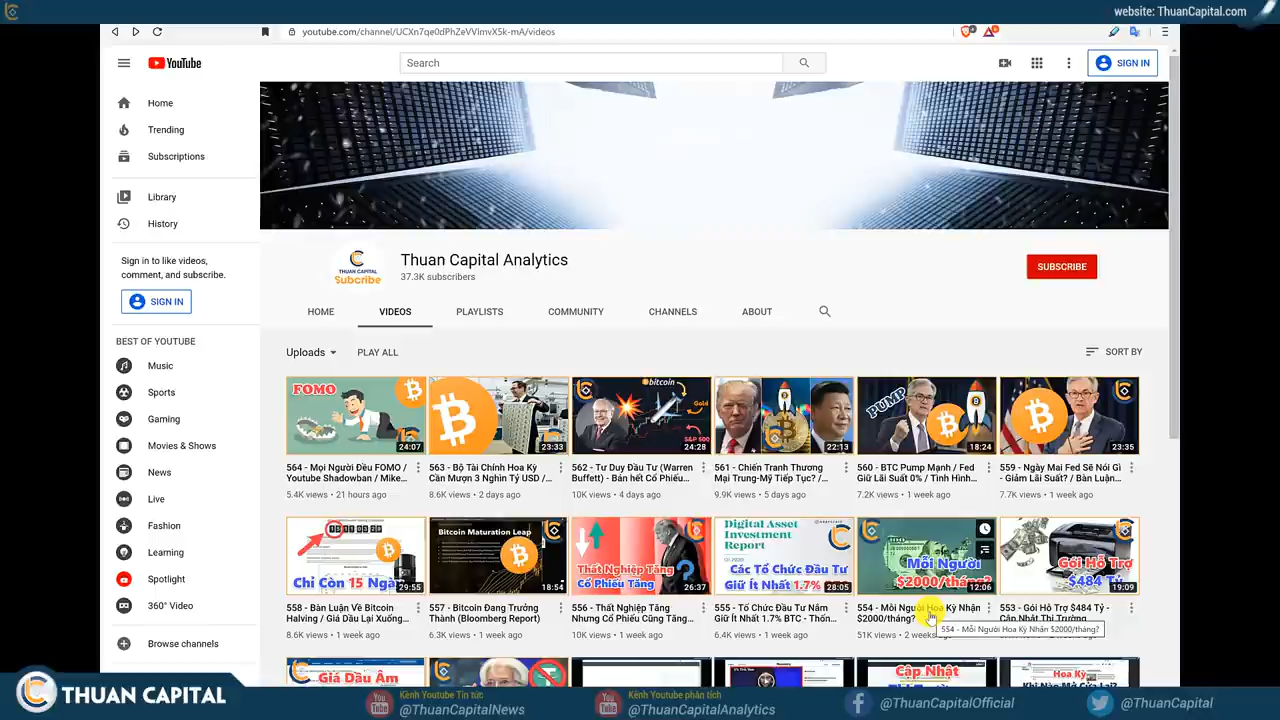 website: ThuanCapital.com
youtube.com/channel/UCXn7qe0dPhZeVVimvX5k-mA/videos
YouTube
Search
SIGN IN
Home
Trending
Subscriptions
Library
History
Sign in to like videos,
comment, and subscribe.
SIGN IN
BEST OF YOUTUBE
Music
Sports
Gaming
Movies & Shows
News
Live
Fashion
Learning
Spotlight
360° Video
Browse channels
THUAN CAPITAL
Subcribe
Thuan Capital Analytics
37.3K subscribers
SUBSCRIBE
HOME
VIDEOS
PLAYLISTS
COMMUNITY
CHANNELS
ABOUT
Uploads
PLAY ALL
SORT BY
FOMO
24:07
564 - Mọi Người Đều FOMO /
Youtube Shadowban / Mike...
5.4K views • 21 hours ago
23:33
563 - Bộ Tài Chính Hoa Kỳ
Cần Mượn 3 Nghìn Tỷ USD /...
8.6K views • 2 days ago
bitcoin
Gold
S&P 500
24:28
562 - Tư Duy Đầu Tư (Warren
Buffett) - Bán hết Cổ Phiếu...
10K views • 4 days ago
22:13
561 - Chiến Tranh Thương
Mại Trung-Mỹ Tiếp Tục? /...
9.9K views • 5 days ago
PUMP
18:24
560 - BTC Pump Mạnh / Fed
Giữ Lãi Suất 0% / Tình Hình...
7.2K views • 1 week ago
23:35
559 - Ngày Mai Fed Sẽ Nói Gì
- Giảm Lãi Suất? / Bàn Luận...
7.7K views • 1 week ago
Chỉ Còn 15 Ngà
29:55
558 - Bàn Luận Về Bitcoin
Halving / Giá Dầu Lại Xuống...
8.6K views • 1 week ago
Bitcoin Maturation Leap
18:54
557 - Bitcoin Đang Trưởng
Thành (Bloomberg Report)
6.3K views • 1 week ago
Thất Nghiệp Tăng
Cổ Phiếu Tăng
26:37
556 - Thất Nghiệp Tăng
Nhưng Cổ Phiếu Cũng Tăng...
10K views • 1 week ago
Digital Asset
Investment
Report
Các Tổ Chức Đầu Tư
Giữ Ít Nhất 1.7%
28:05
555 - Tổ Chức Đầu Tư Nắm
Giữ Ít Nhất 1.7% BTC - Thốn...
6.4K views • 1 week ago
Mỗi Người
$2000/tháng?
12:06
554 - Mỗi Người Hoa Kỳ Nhận
$2000/tháng?
51K views • 2 weeks
554 - Mỗi Người Hoa Kỳ Nhận $2000/tháng?
Gói Hỗ Trợ
$484 Tỷ
19:09
553 - Gói Hỗ Trợ $484 Tỷ -
Cập Nhật Thị Trường
Giá Dầu Âm
Cập Nhật
Hoa Kỳ
Khi Nào Mở Cửa Lại?
THUAN CAPITAL
Kênh Youtube Tin tức
@ThuanCapitalNews
Kênh Youtube phân tích
@ThuanCapitalAnalytics
@ThuanCapitalOfficial
@ThuanCapital